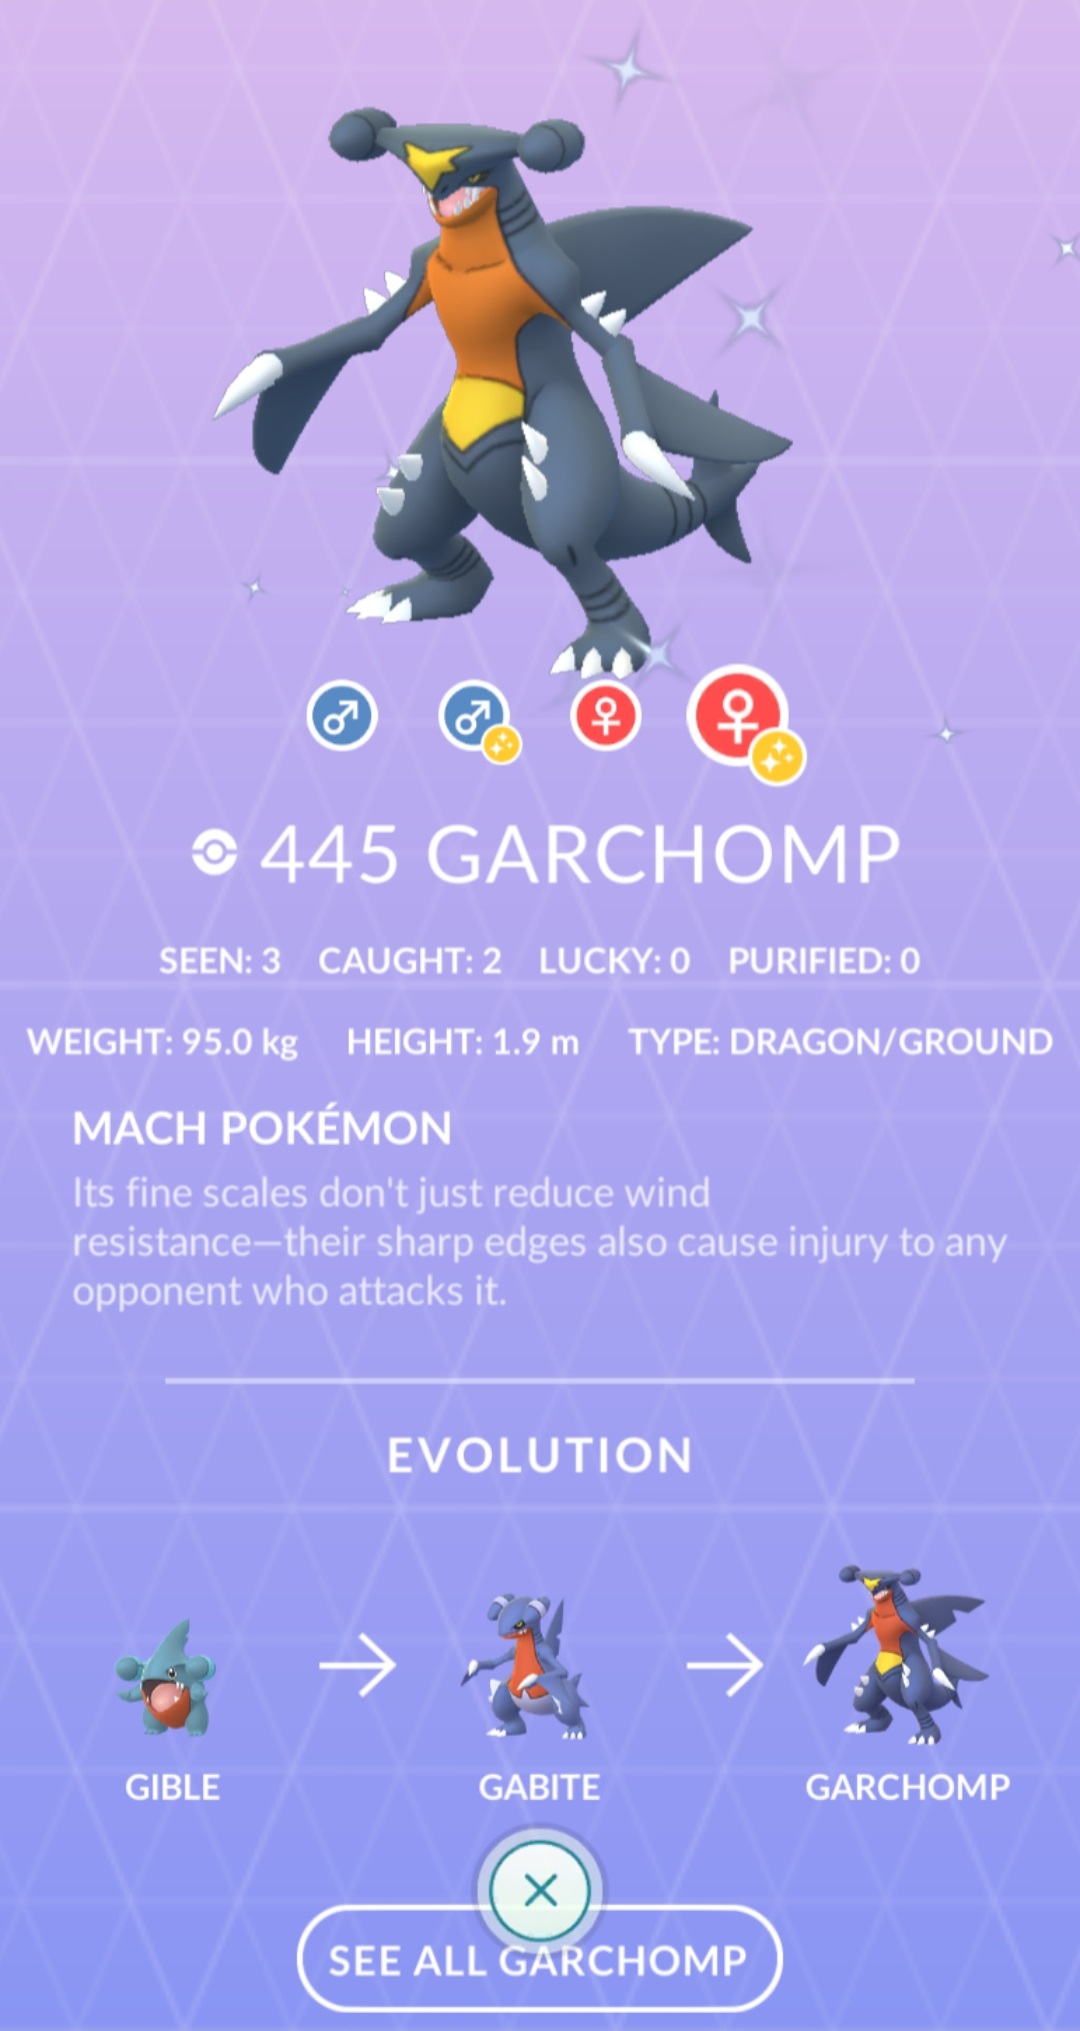 445 GARCHOMP
SEEN: 3 CAUGHT: 2 LUCKY: 0 PURIFIED: 0
WEIGHT: 95.0 kg HEIGHT: 1.9 m TYPE: DRAGON/GROUND
MACH POKÉMON
Its fine scales don't just reduce wind
resistance—their sharp edges also cause injury to any
opponent who attacks it.
EVOLUTION
GIBLE GABITE GARCHOMP
SEE ALL GARCHOMP